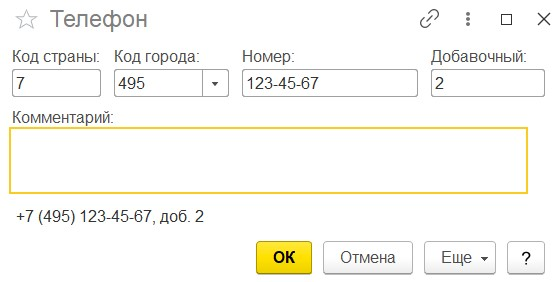 Телефон
Код страны: Код города: Номер: Добавочный:
7 495 123-45-67 2
Комментарий:
+7 (495) 123-45-67, доб. 2
ОК Отмена Еще ?